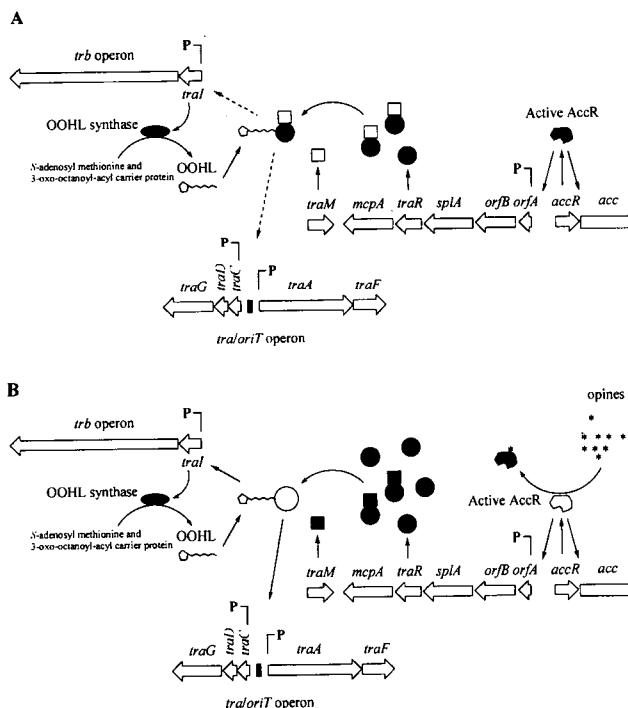 A
P
trb operon
traI
OOHL synthase
S-adenosyl methionine and
3-oxo-octanoyl-acyl carrier protein
OOHL
Active AccR
P
traM mcpA traR splA orfB orfA accR acc
P
P
traG traD traC traA traF
tra/oriT operon
B
opines
P
trb operon
traI
OOHL synthase
Active AccR
S-adenosyl methionine and
3-oxo-octanoyl-acyl carrier protein
OOHL
P
traM mcpA traR splA orfB orfA accR acc
P
P
traG traD traC traA traF
tra/oriT operon